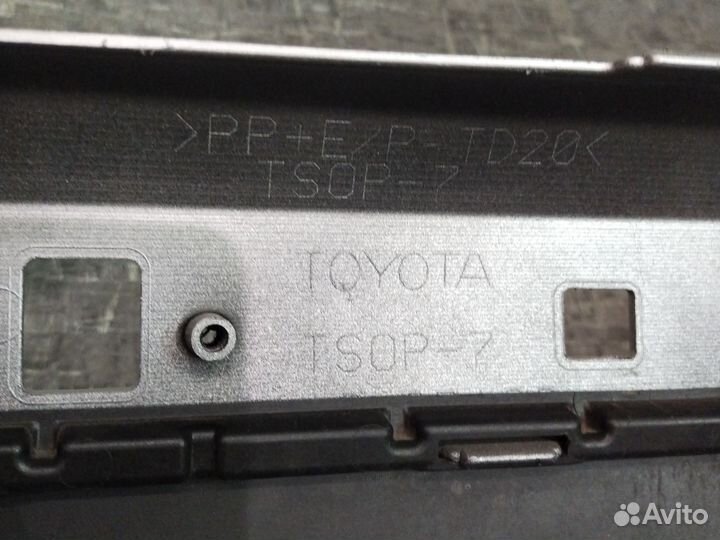 >PP+E/P-TD20<
TSOP-7
TOYOTA
TSOP-7
Avito